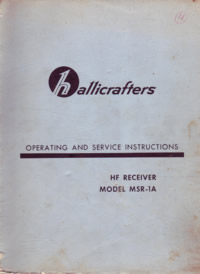 hallicrafters
OPERATING AND SERVICE INSTRUCTIONS
HF RECEIVER
MODEL MSR-1A